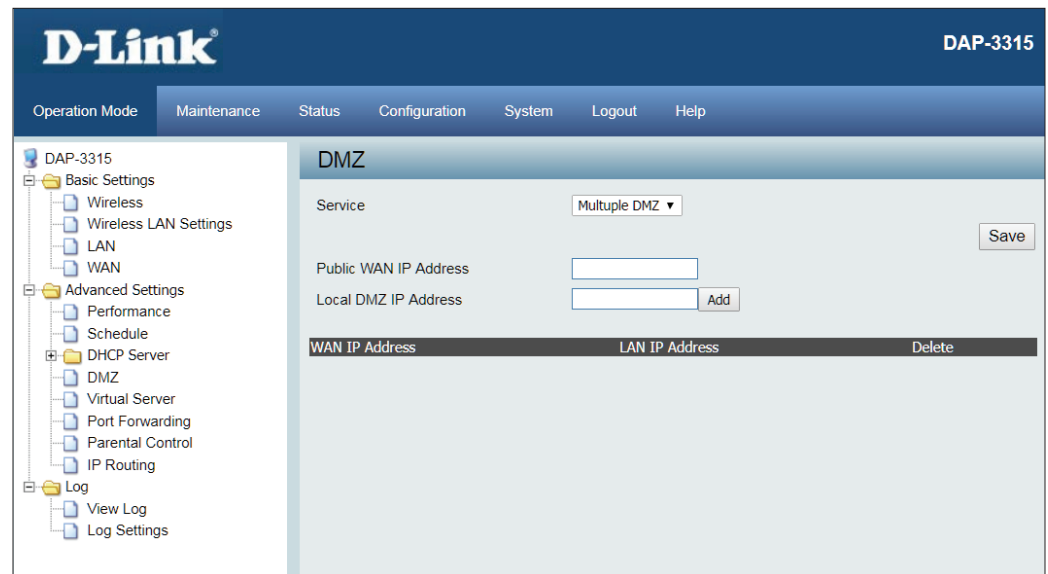 D-Link®
DAP-3315
Operation Mode Maintenance Status Configuration System Logout Help
DAP-3315
Basic Settings
Wireless
Wireless LAN Settings
LAN
WAN
Advanced Settings
Performance
Schedule
DHCP Server
DMZ
Virtual Server
Port Forwarding
Parental Control
IP Routing
Log
View Log
Log Settings
DMZ
Service Multuple DMZ
Save
Public WAN IP Address
Local DMZ IP Address Add
WAN IP Address LAN IP Address Delete